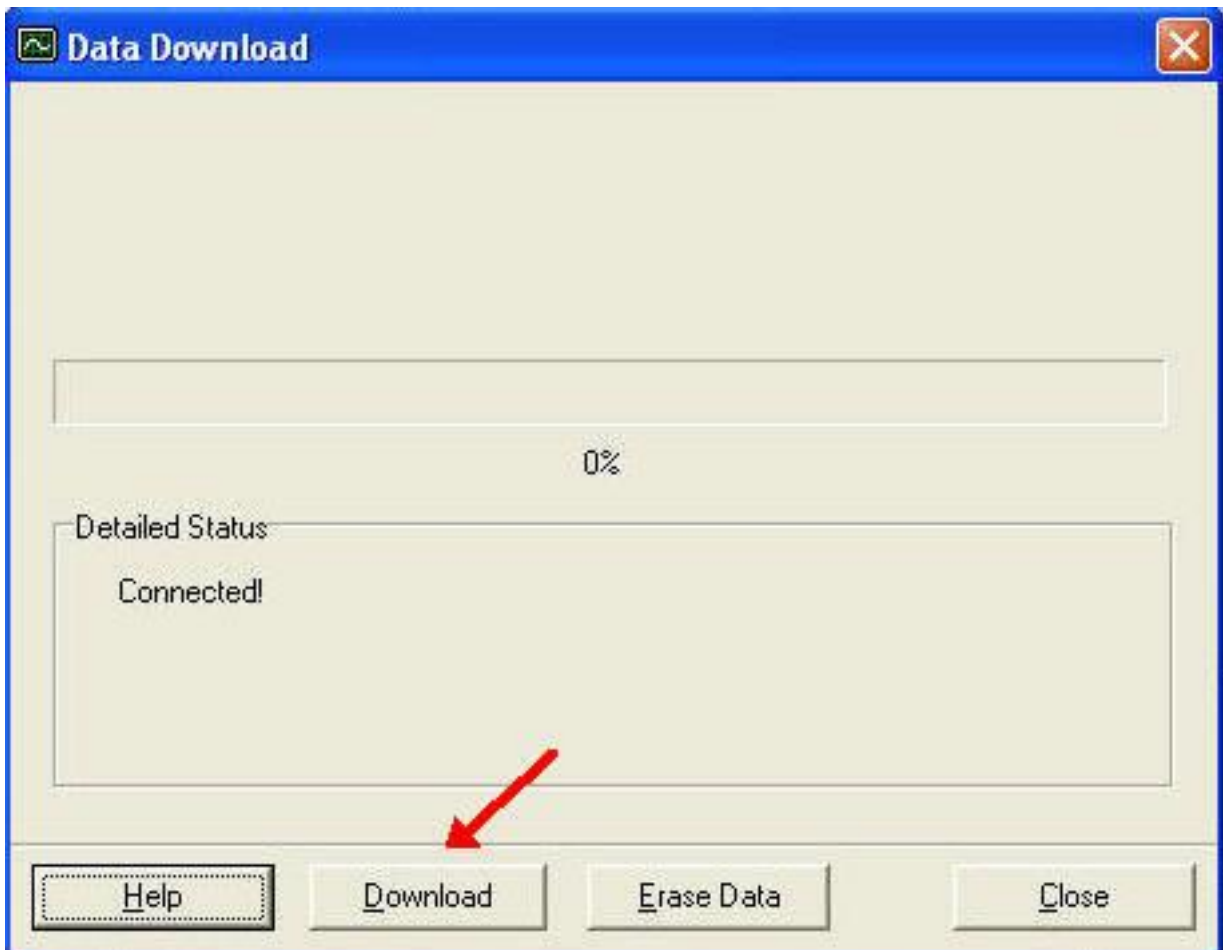 Data Download
0%
Detailed Status
Connected!
Help Download Erase Data Close